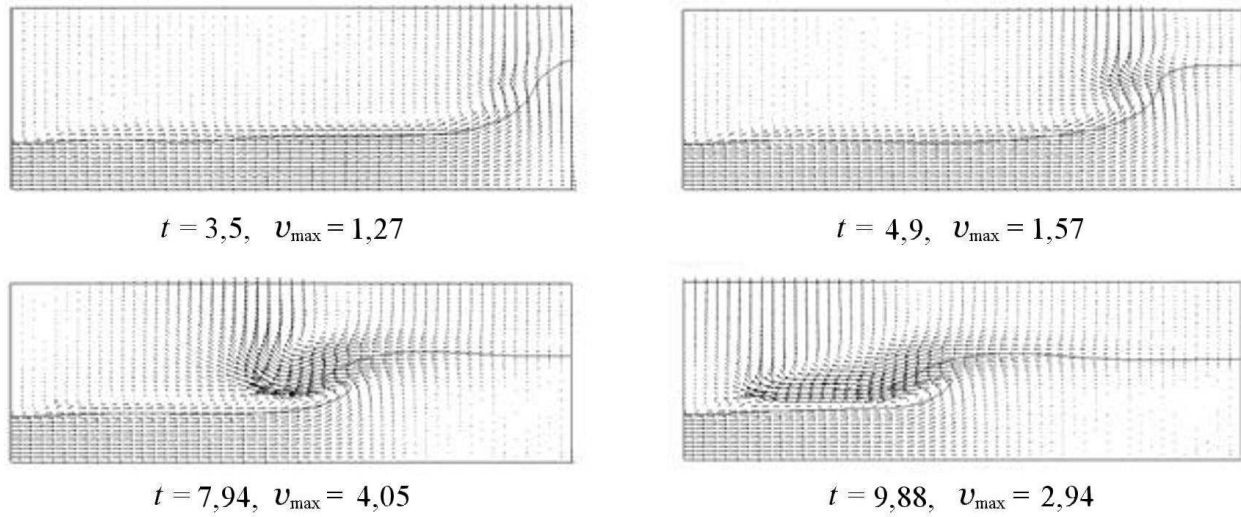 t = 3,5, υmax = 1,27
t = 4,9, υmax = 1,57
t = 7,94, υmax = 4,05
t = 9,88, υmax = 2,94